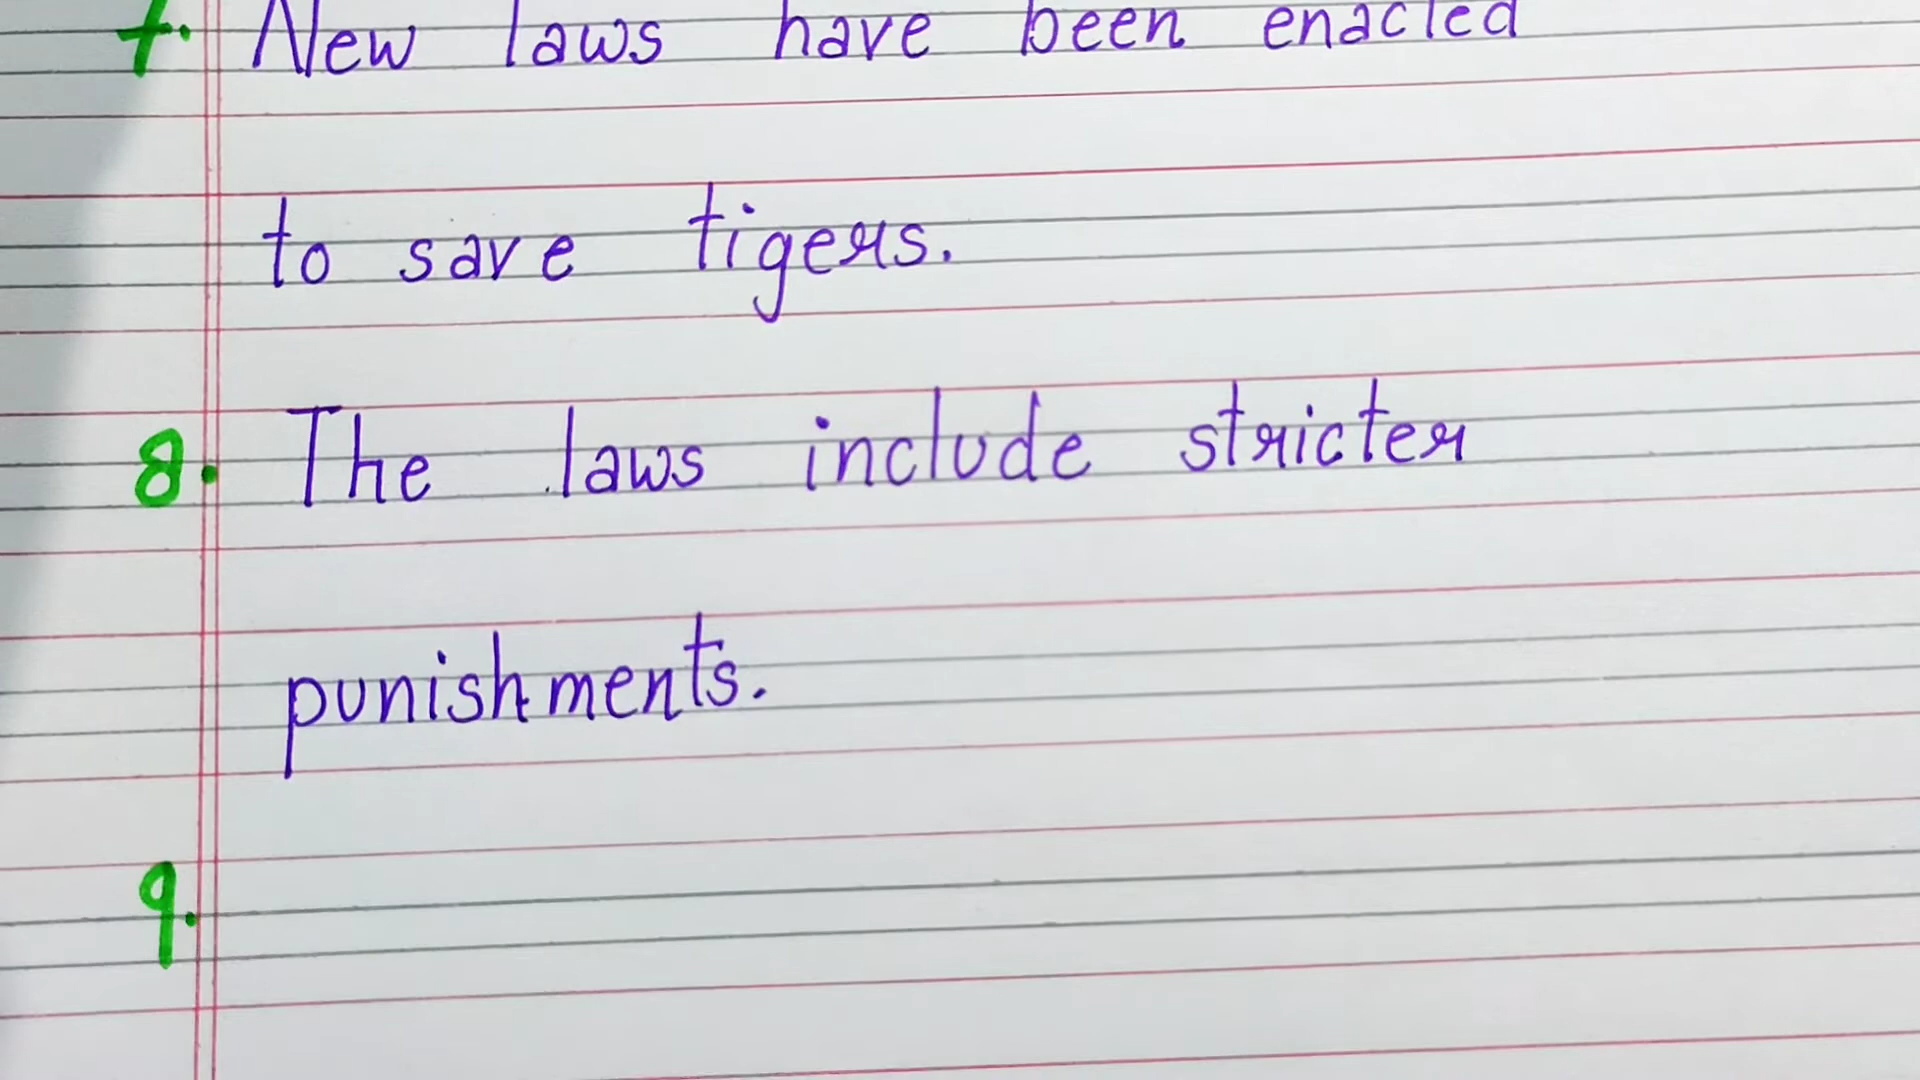 7. New laws have been enacted
to save tigers.
8. The laws include stricter
punishments.
9.